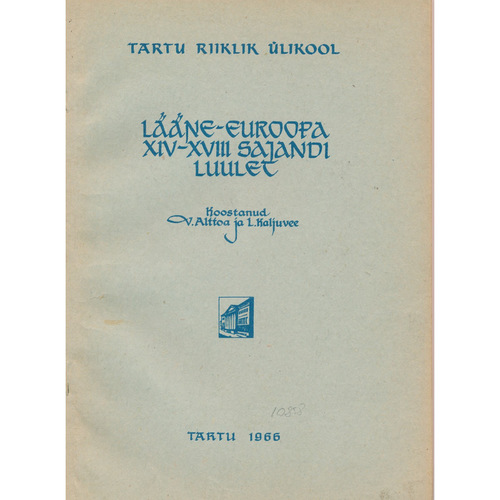 TARTU RIIKLIK ÜLIKOOL
LÄÄNE-EUROOPA
XIV-XVIII SAJANDI
LUULET
Koostanud
V. Alttoa ja L. Kaljuvee
1088
TARTU 1966